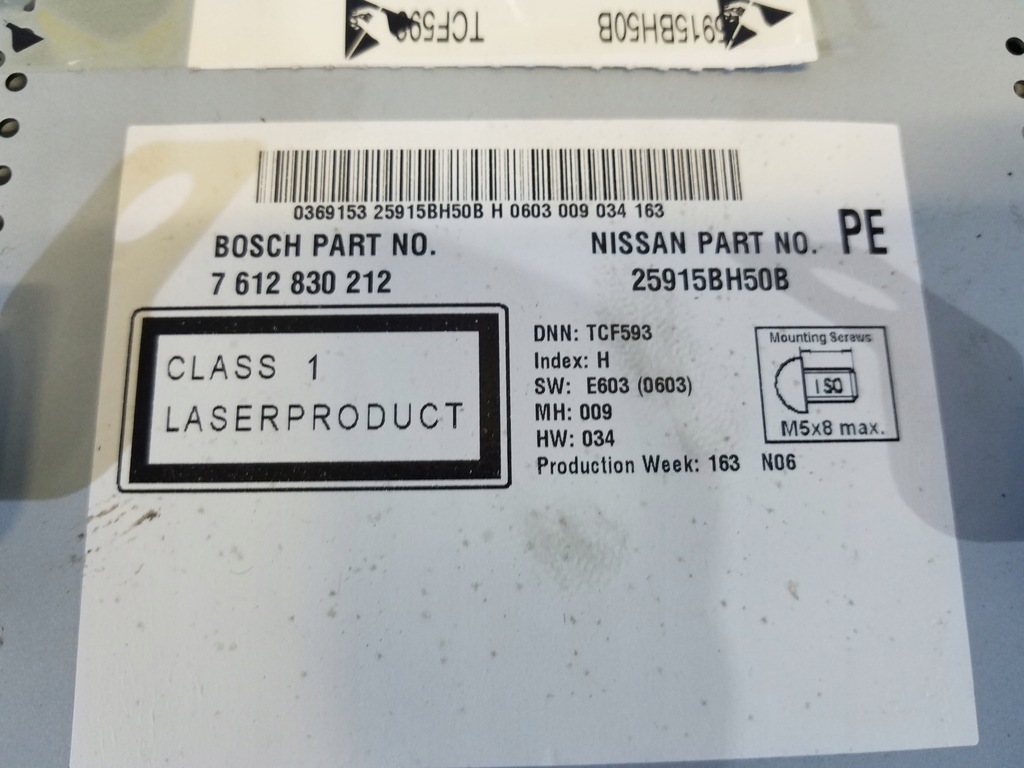 TCF59
5915BH50B
0369153 25915BH50B H 0603 009 034 163
BOSCH PART NO.
7 612 830 212
NISSAN PART NO. PE
25915BH50B
CLASS 1
LASERPRODUCT
DNN: TCF593
Index: H
SW: E603 (0603)
MH: 009
HW: 034
Production Week: 163 N06
Mounting Screws
ISO
M5x8 max.